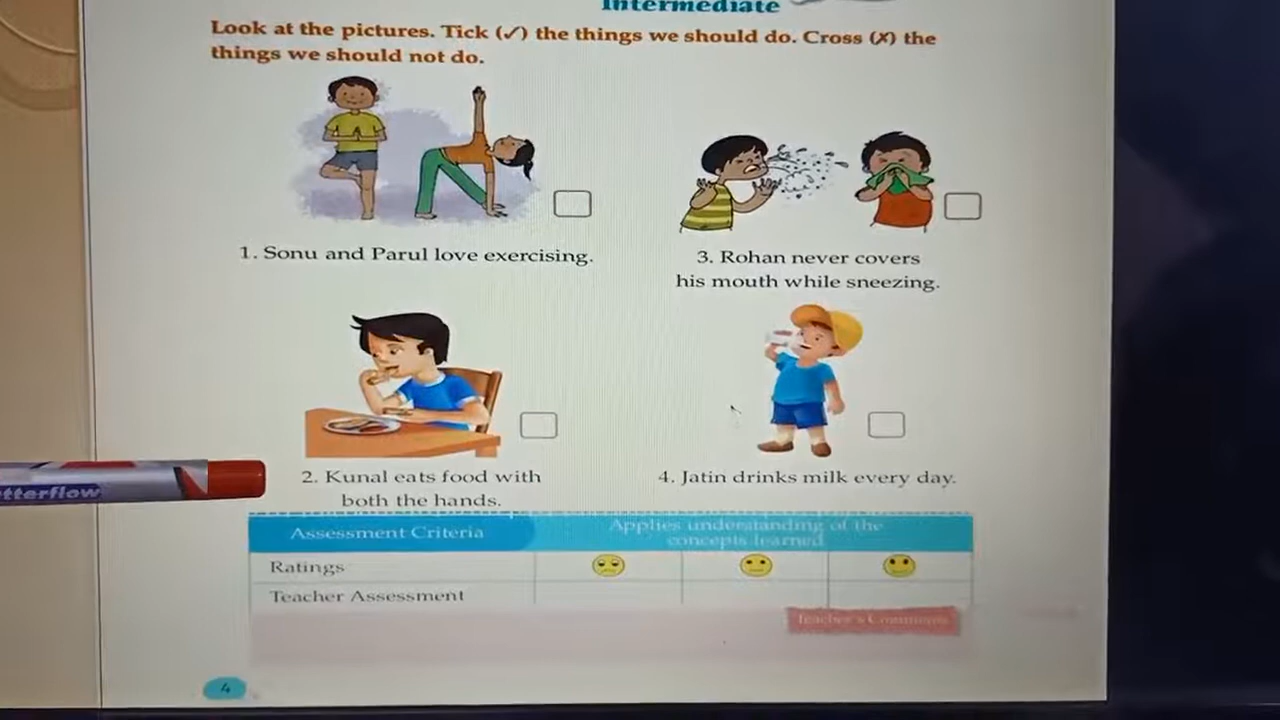 Intermediate
Look at the pictures. Tick (✓) the things we should do. Cross (✗) the
things we should not do.
1. Sonu and Parul love exercising.
3. Rohan never covers
his mouth while sneezing.
2. Kunal eats food with
both the hands.
4. Jatin drinks milk every day.
tterflow
Assessment Criteria
Applies understanding of the
concepts learned
Ratings
Teacher Assessment
Teacher's Comments
4